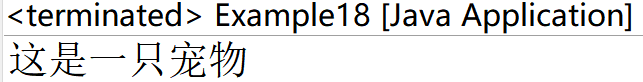 <terminated> Example18 [Java Application]
这是一只宠物